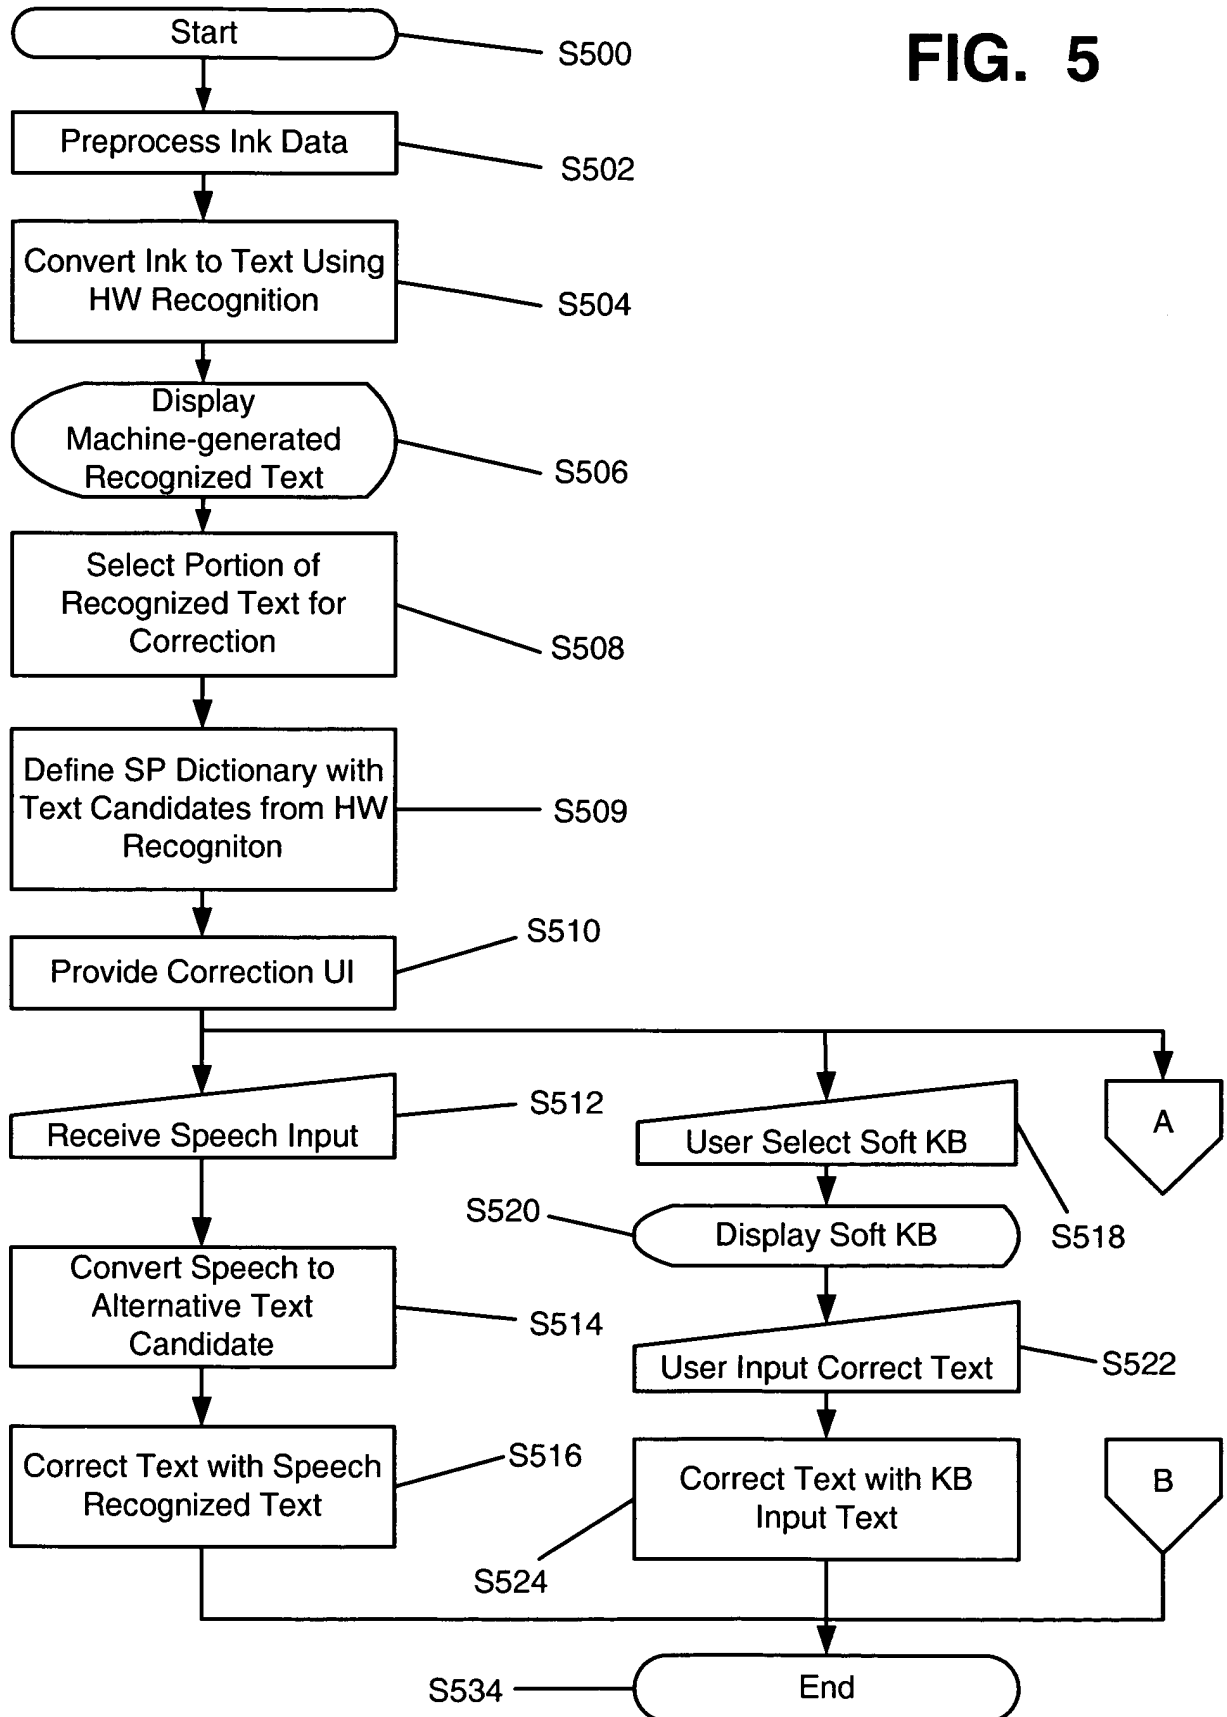 FIG. 5
Start
S500
Preprocess Ink Data
S502
Convert Ink to Text Using
HW Recognition
S504
Display
Machine-generated
Recognized Text
S506
Select Portion of
Recognized Text for
Correction
S508
Define SP Dictionary with
Text Candidates from HW
Recogniton
S509
S510
Provide Correction UI
Receive Speech Input
S512
User Select Soft KB
S518
A
S520
Display Soft KB
Convert Speech to
Alternative Text
Candidate
S514
User Input Correct Text
S522
Correct Text with Speech
Recognized Text
S516
Correct Text with KB
Input Text
S524
B
S534
End